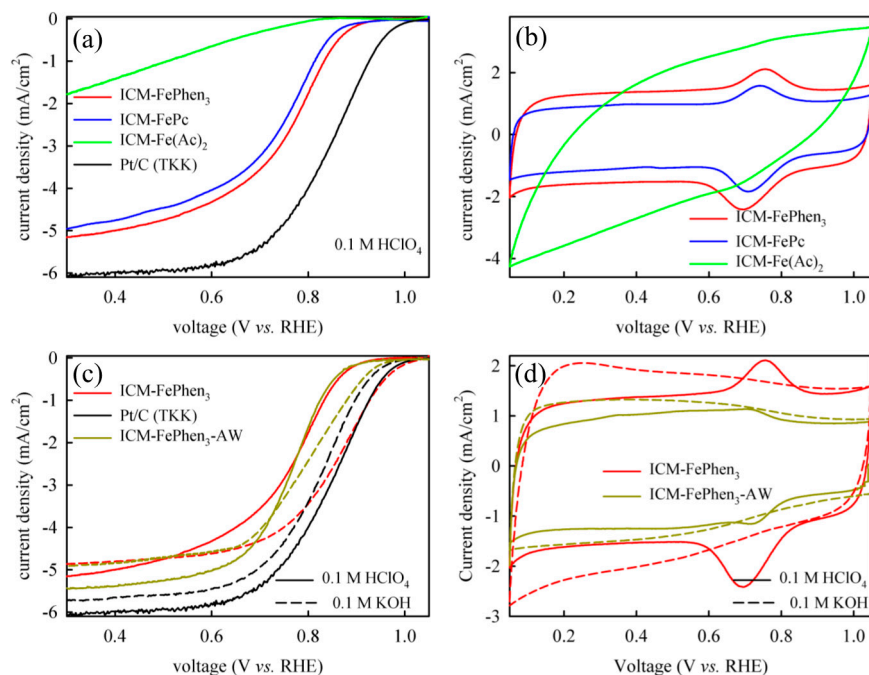 (a)
current density (mA/cm²)
0
-1
-2
-3
-4
-5
-6
ICM-FePhen₃
ICM-FePc
ICM-Fe(Ac)₂
Pt/C (TKK)
0.1 M HClO₄
0.4 0.6 0.8 1.0
voltage (V vs. RHE)
(b)
current density (mA/cm²)
2
0
-2
-4
ICM-FePhen₃
ICM-FePc
ICM-Fe(Ac)₂
0.2 0.4 0.6 0.8 1.0
voltage (V vs. RHE)
(c)
current density (mA/cm²)
0
-1
-2
-3
-4
-5
-6
ICM-FePhen₃
Pt/C (TKK)
ICM-FePhen₃-AW
0.1 M HClO₄
0.1 M KOH
0.4 0.6 0.8 1.0
voltage (V vs. RHE)
(d)
Current density (mA/cm²)
2
1
0
-1
-2
-3
ICM-FePhen₃
ICM-FePhen₃-AW
0.1 M HClO₄
0.1 M KOH
0.2 0.4 0.6 0.8 1.0
Voltage (V vs. RHE)